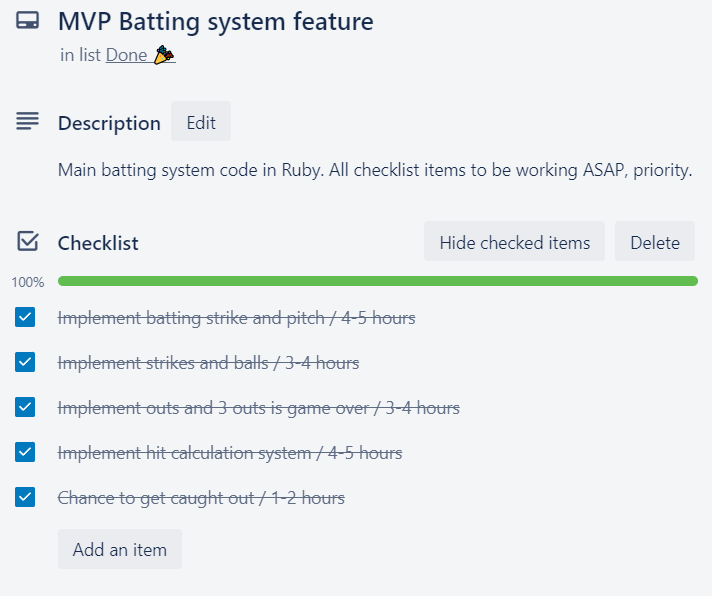 MVP Batting system feature
in list Done 🎉
Description Edit
Main batting system code in Ruby. All checklist items to be working ASAP, priority.
Checklist Hide checked items Delete
100%
Implement batting strike and pitch / 4-5 hours
Implement strikes and balls / 3-4 hours
Implement outs and 3 outs is game over / 3-4 hours
Implement hit calculation system / 4-5 hours
Chance to get caught out / 1-2 hours
Add an item